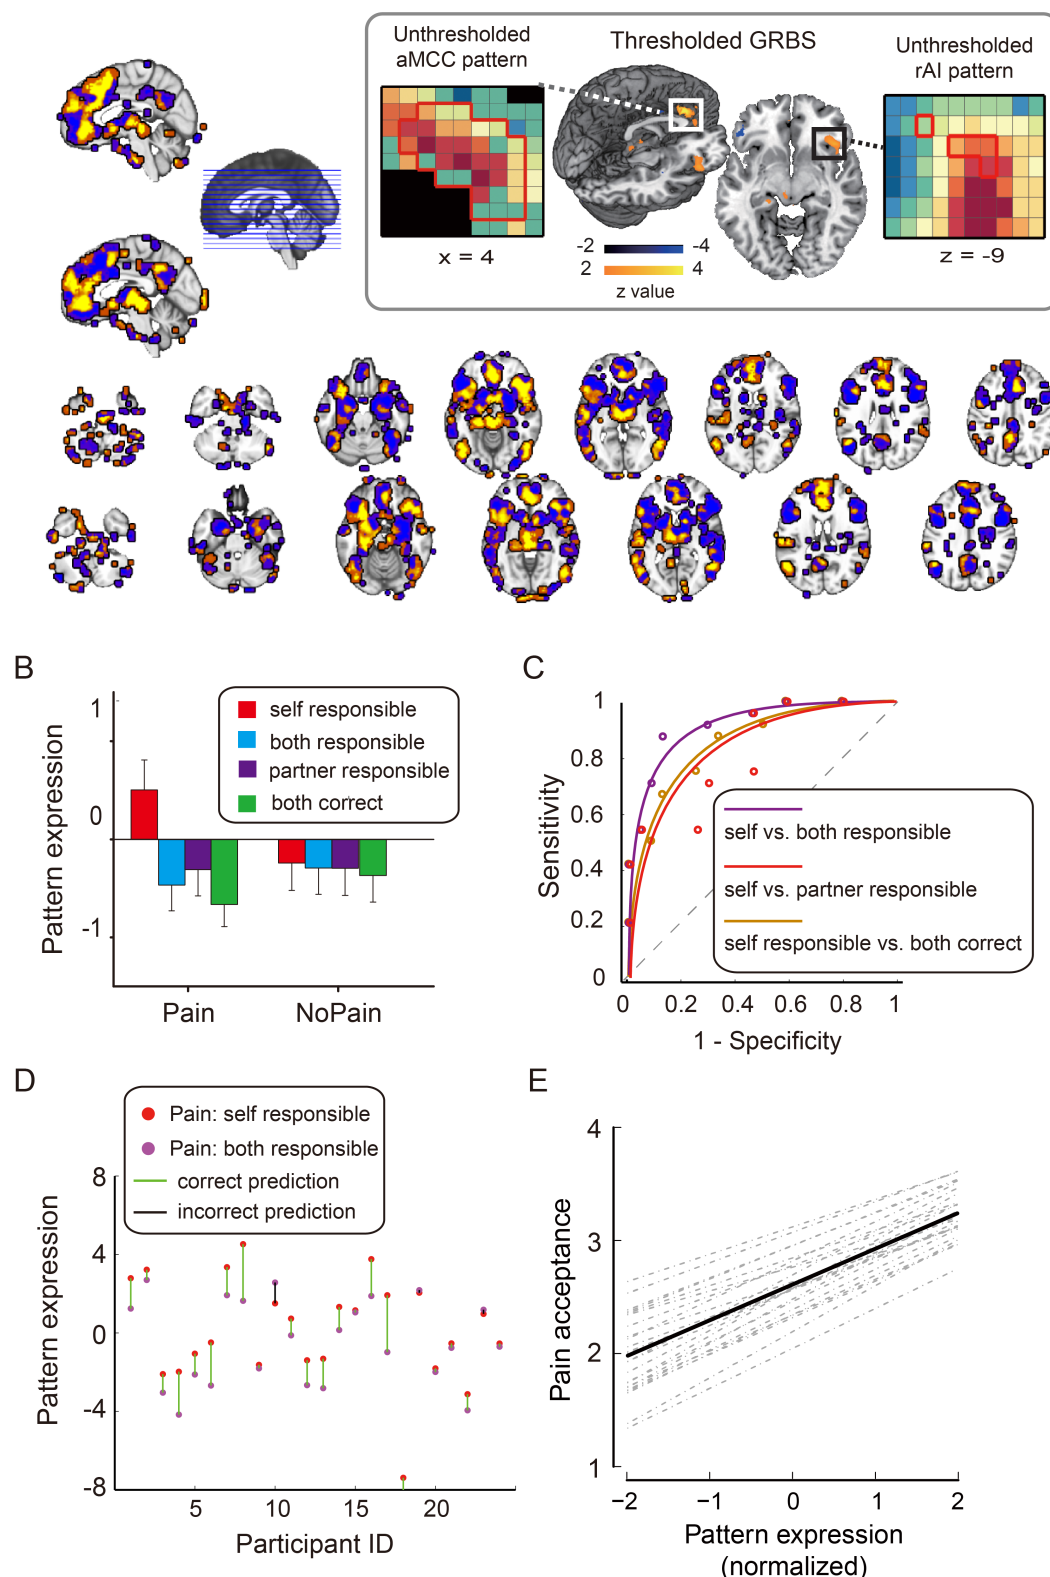 Unthresholded
aMCC pattern
Thresholded GRBS
Unthresholded
rAI pattern
x = 4
-2
-4
2
4
z value
z = -9
B
Pattern expression
1
0
-1
self responsible
both responsible
partner responsible
both correct
Pain
NoPain
C
Sensitivity
1
0.8
0.6
0.4
0.2
0
self vs. both responsible
self vs. partner responsible
self responsible vs. both correct
0
0.2
0.4
0.6
0.8
1
1 - Specificity
D
Pain: self responsible
Pain: both responsible
correct prediction
incorrect prediction
Pattern expression
8
4
0
-4
-8
5
10
15
20
Participant ID
E
Pain acceptance
4
3
2
1
−2
−1
0
1
2
Pattern expression
(normalized)